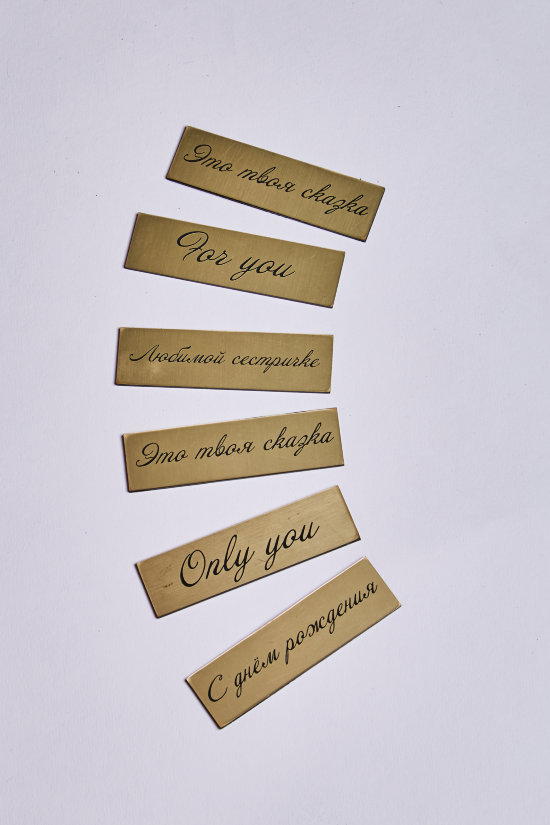 Это твоя сказка
For you
Любимой сестричке
Это твоя сказка
Only you
С днём рождения